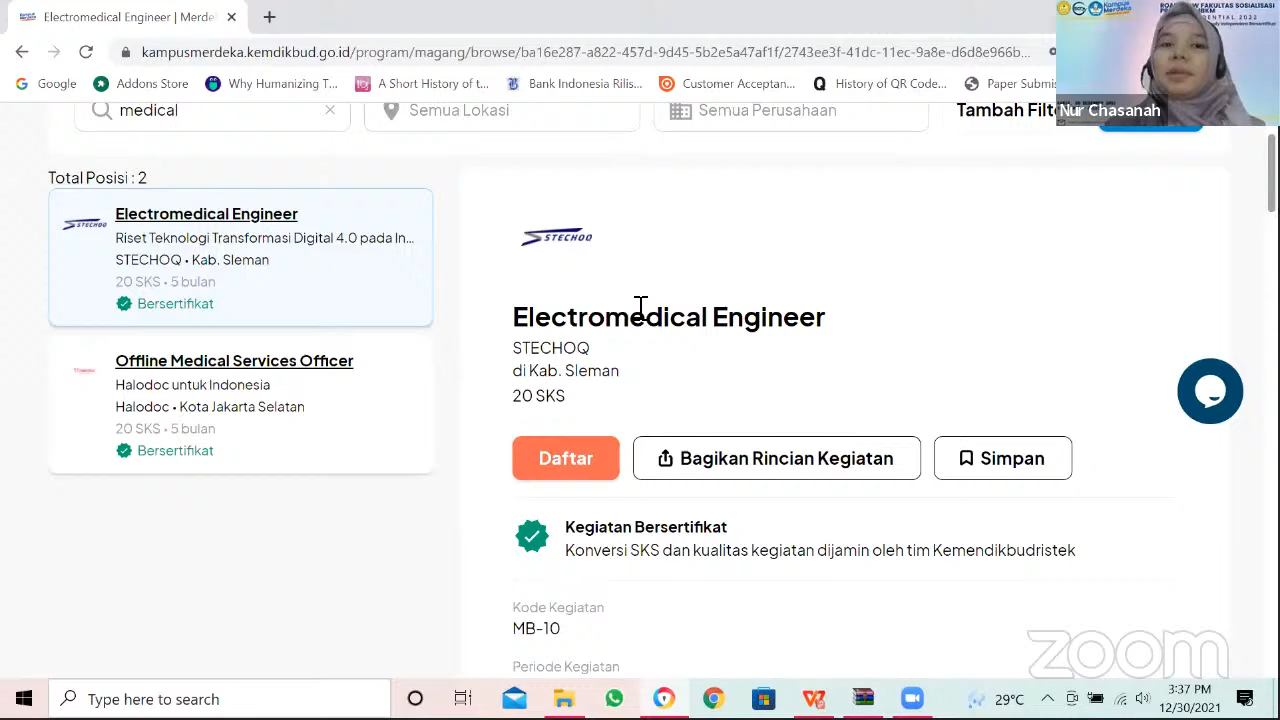 Electromedical Engineer | Merde
kampusmerdeka.kemdikbud.go.id/program/magang/browse/ba16e287-a822-457d-9d45-5b2e5a47af1f/2743ee3f-41dc-11ec-9a8e-d6d8e966b...
Google
Addons Store
Why Humanizing T...
A Short History of...
Bank Indonesia Rilis...
Customer Acceptan...
History of QR Code...
Paper Submi
Kampus Merdeka
FAKULTAS SOSIALISASI
2022
Nur Chasanah
medical
Semua Lokasi
Semua Perusahaan
Tambah Filt
Total Posisi : 2
STECHOQ
Electromedical Engineer
Riset Teknologi Transformasi Digital 4.0 pada In...
STECHOQ • Kab. Sleman
20 SKS • 5 bulan
Bersertifikat
Offline Medical Services Officer
Halodoc untuk Indonesia
Halodoc • Kota Jakarta Selatan
20 SKS • 5 bulan
Bersertifikat
STECHOQ
Electromedical Engineer
STECHOQ
di Kab. Sleman
20 SKS
Daftar
Bagikan Rincian Kegiatan
Simpan
Kegiatan Bersertifikat
Konversi SKS dan kualitas kegiatan dijamin oleh tim Kemendikbudristek
Kode Kegiatan
MB-10
Periode Kegiatan
zoom
Type here to search
29°C
3:37 PM
12/30/2021